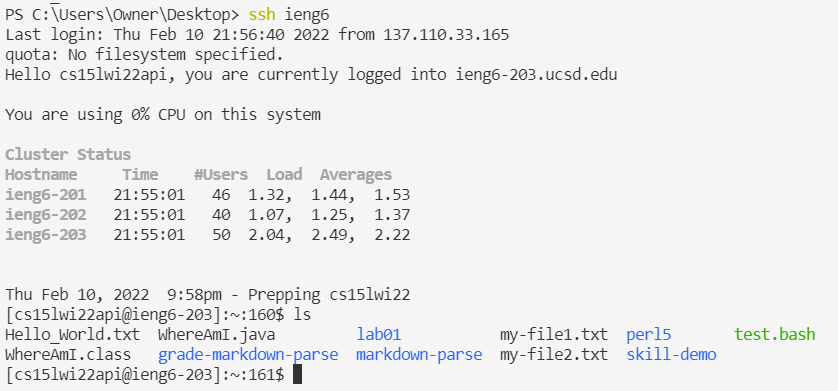 PS C:\Users\Owner\Desktop> ssh ieng6
Last login: Thu Feb 10 21:56:40 2022 from 137.110.33.165
quota: No filesystem specified.
Hello cs15lwi22api, you are currently logged into ieng6-203.ucsd.edu
You are using 0% CPU on this system
Cluster Status
Hostname     Time    #Users  Load  Averages
ieng6-201   21:55:01   46  1.32,  1.44,  1.53
ieng6-202   21:55:01   40  1.07,  1.25,  1.37
ieng6-203   21:55:01   50  2.04,  2.49,  2.22
Thu Feb 10, 2022  9:58pm - Prepping cs15lwi22
[cs15lwi22api@ieng6-203]:~:160$ ls
Hello_World.txt  WhereAmI.java         lab01           my-file1.txt  perl5       test.bash
WhereAmI.class   grade-markdown-parse  markdown-parse  my-file2.txt  skill-demo
[cs15lwi22api@ieng6-203]:~:161$